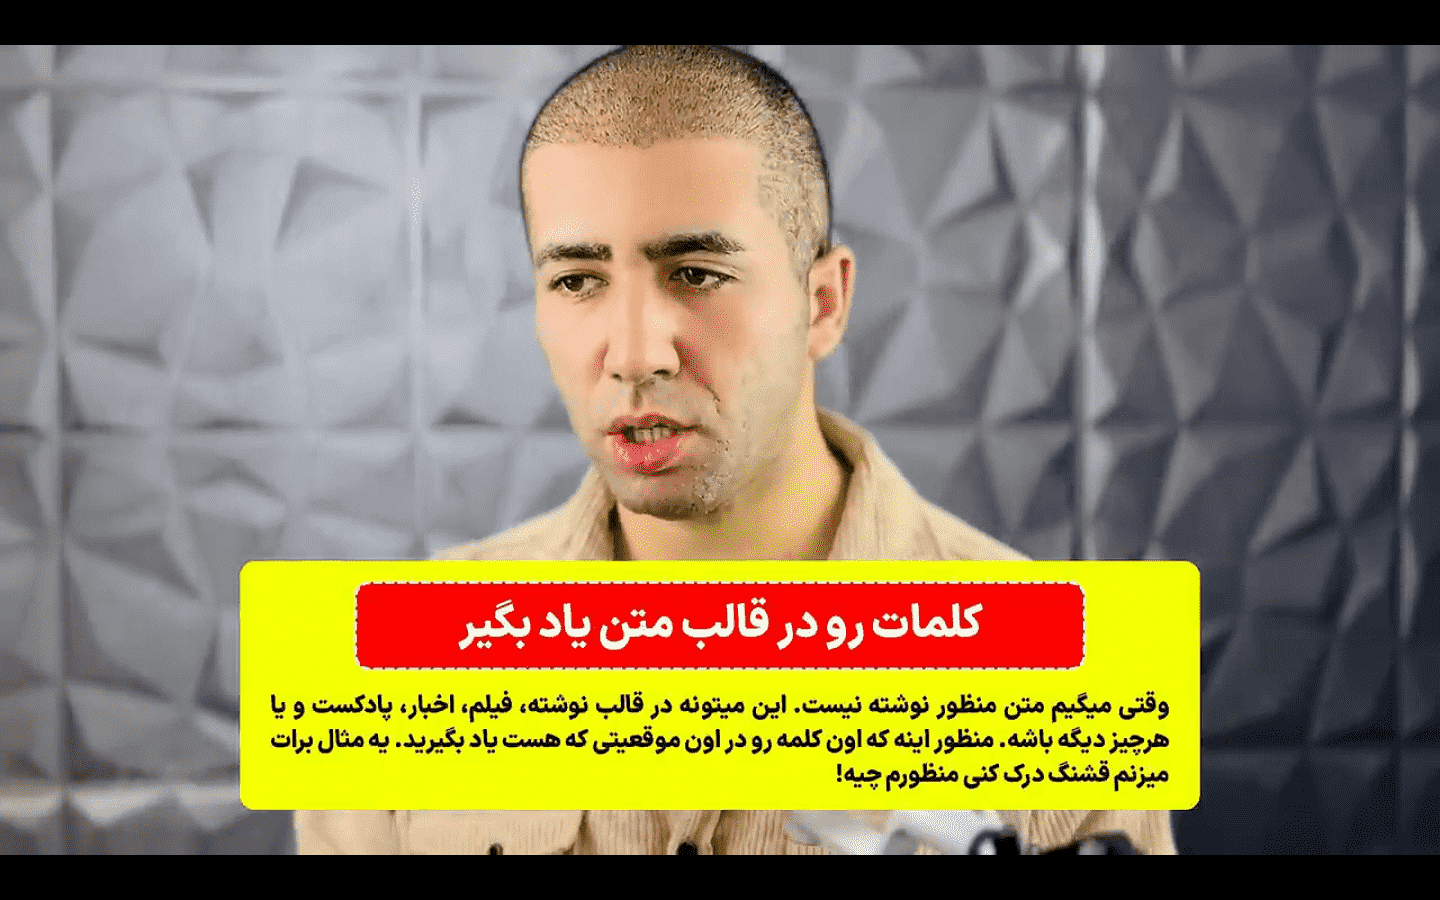 کلمات رو در قالب متن یاد بگیر
وقتی میگیم متن منظور نوشته نیست. این میتونه در قالب نوشته، فیلم، اخبار، پادکست و یا
هرچیز دیگه باشه. منظور اینه که اون کلمه رو در اون موقعیتی که هست یاد بگیرید. یه مثال برات
میزنم قشنگ درک کنی منظورم چیه!